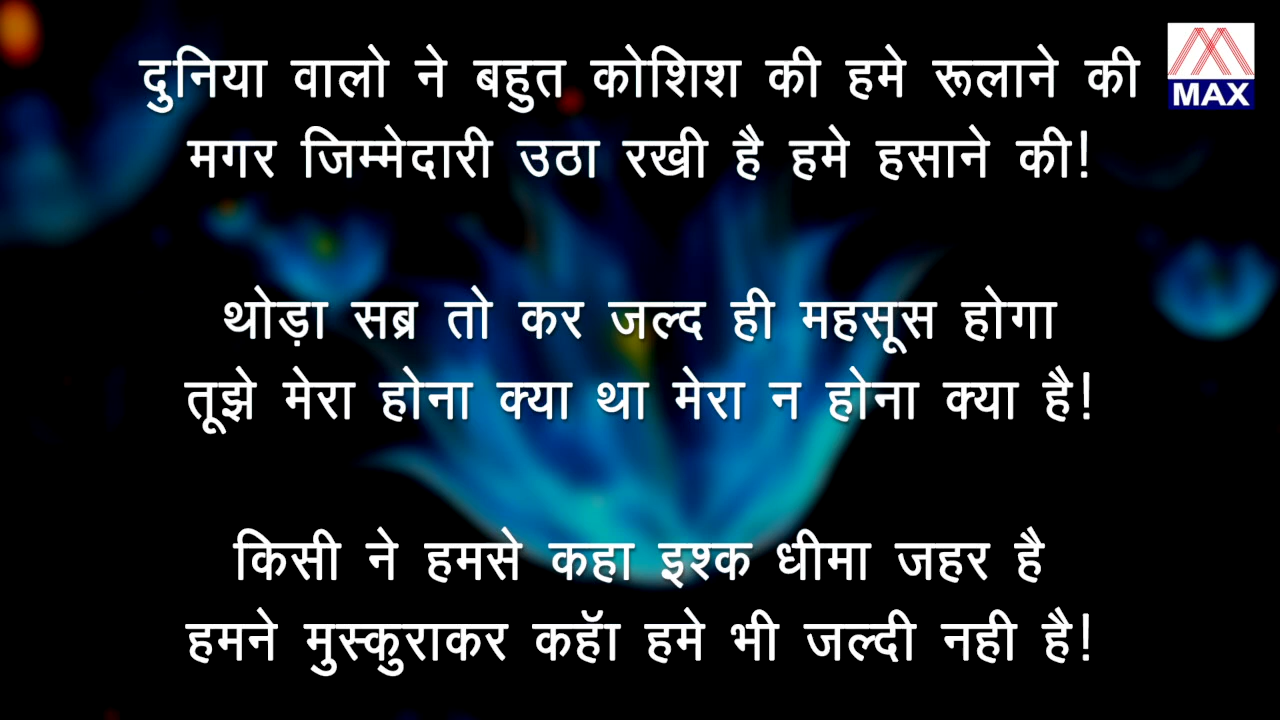 दुनिया वालो ने बहुत कोशिश की हमे रूलाने की
MAX
मगर जिम्मेदारी उठा रखी है हमे हसाने की!
थोड़ा सब्र तो कर जल्द ही महसूस होगा
तूझे मेरा होना क्या था मेरा न होना क्या है!
किसी ने हमसे कहा इश्क धीमा जहर है
हमने मुस्कुराकर कहॅा हमे भी जल्दी नही है!